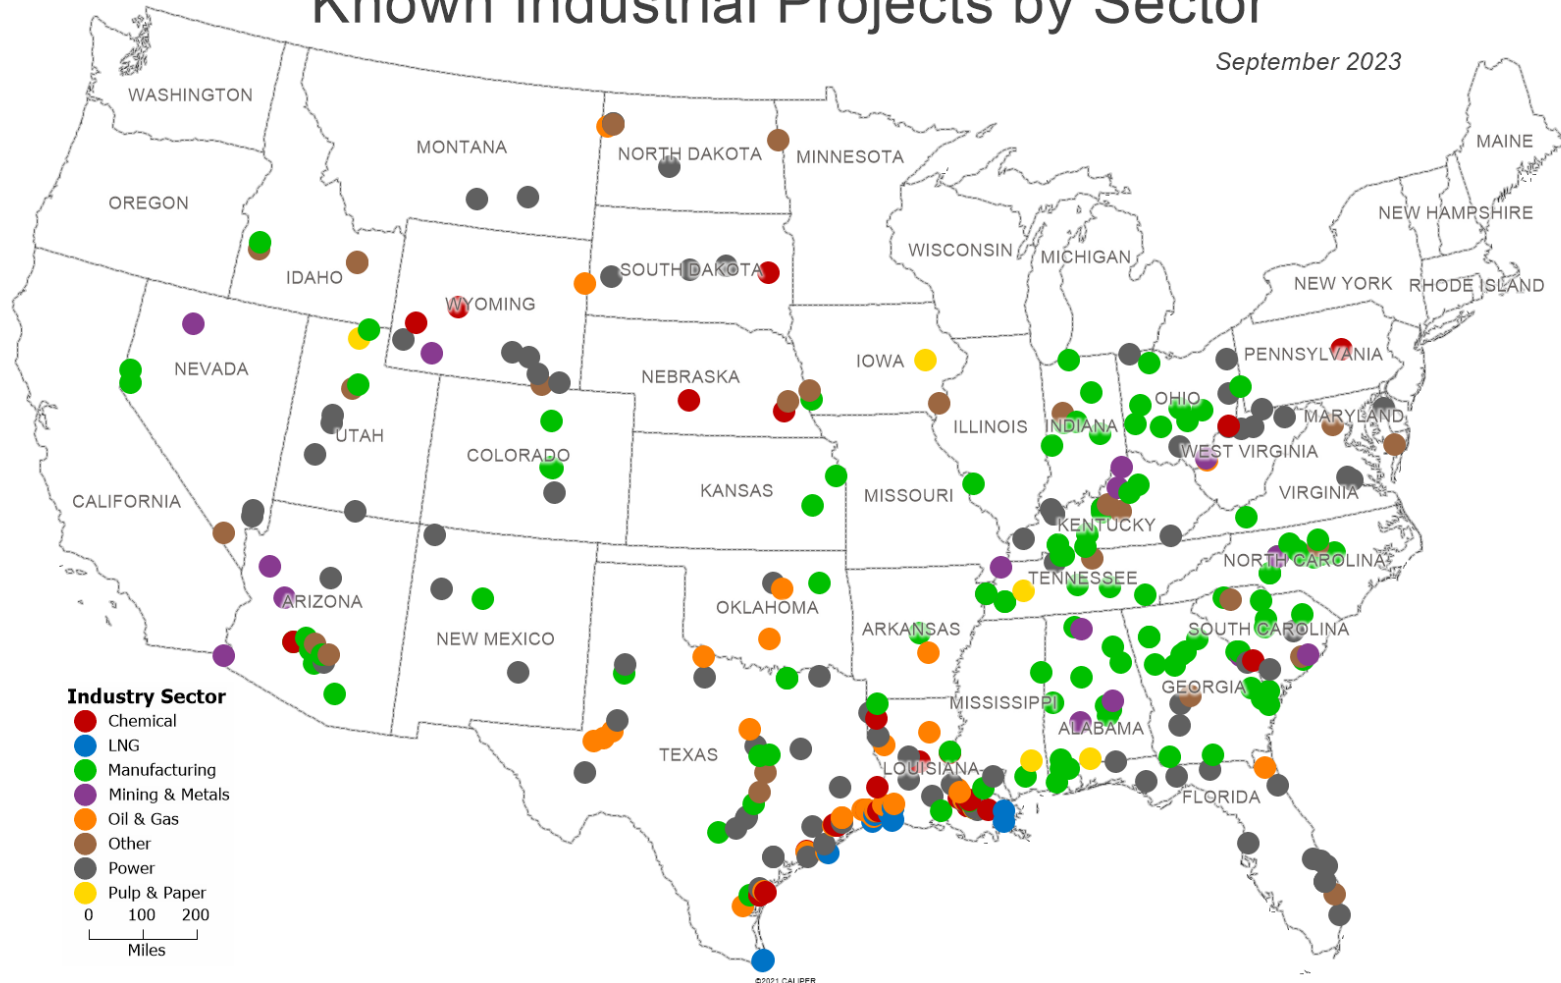 Known Industrial Projects by Sector
September 2023
WASHINGTON
MAINE
MONTANA
NORTH DAKOTA
MINNESOTA
OREGON
NEW HAMPSHIRE
WISCONSIN
MICHIGAN
IDAHO
SOUTH DAKOTA
NEW YORK
RHODE ISLAND
WYOMING
NEVADA
NEBRASKA
IOWA
PENNSYLVANIA
OHIO
MARYLAND
UTAH
COLORADO
ILLINOIS
INDIANA
WEST VIRGINIA
CALIFORNIA
KANSAS
MISSOURI
VIRGINIA
KENTUCKY
NORTH CAROLINA
TENNESSEE
ARIZONA
OKLAHOMA
NEW MEXICO
ARKANSAS
SOUTH CAROLINA
GEORGIA
MISSISSIPPI
ALABAMA
TEXAS
LOUISIANA
FLORIDA
Industry Sector
Chemical
LNG
Manufacturing
Mining & Metals
Oil & Gas
Other
Power
Pulp & Paper
0 100 200
Miles
©2021 CALIPER